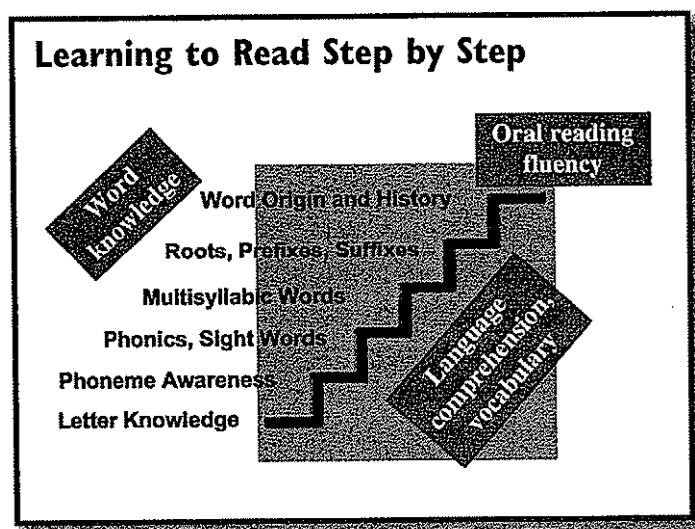 Learning to Read Step by Step
Oral reading
fluency
Word
knowledge
Word Origin and History
Roots, Prefixes, Suffixes
Multisyllabic Words
Phonics, Sight Words
Phoneme Awareness
Letter Knowledge
Language
comprehension,
vocabulary